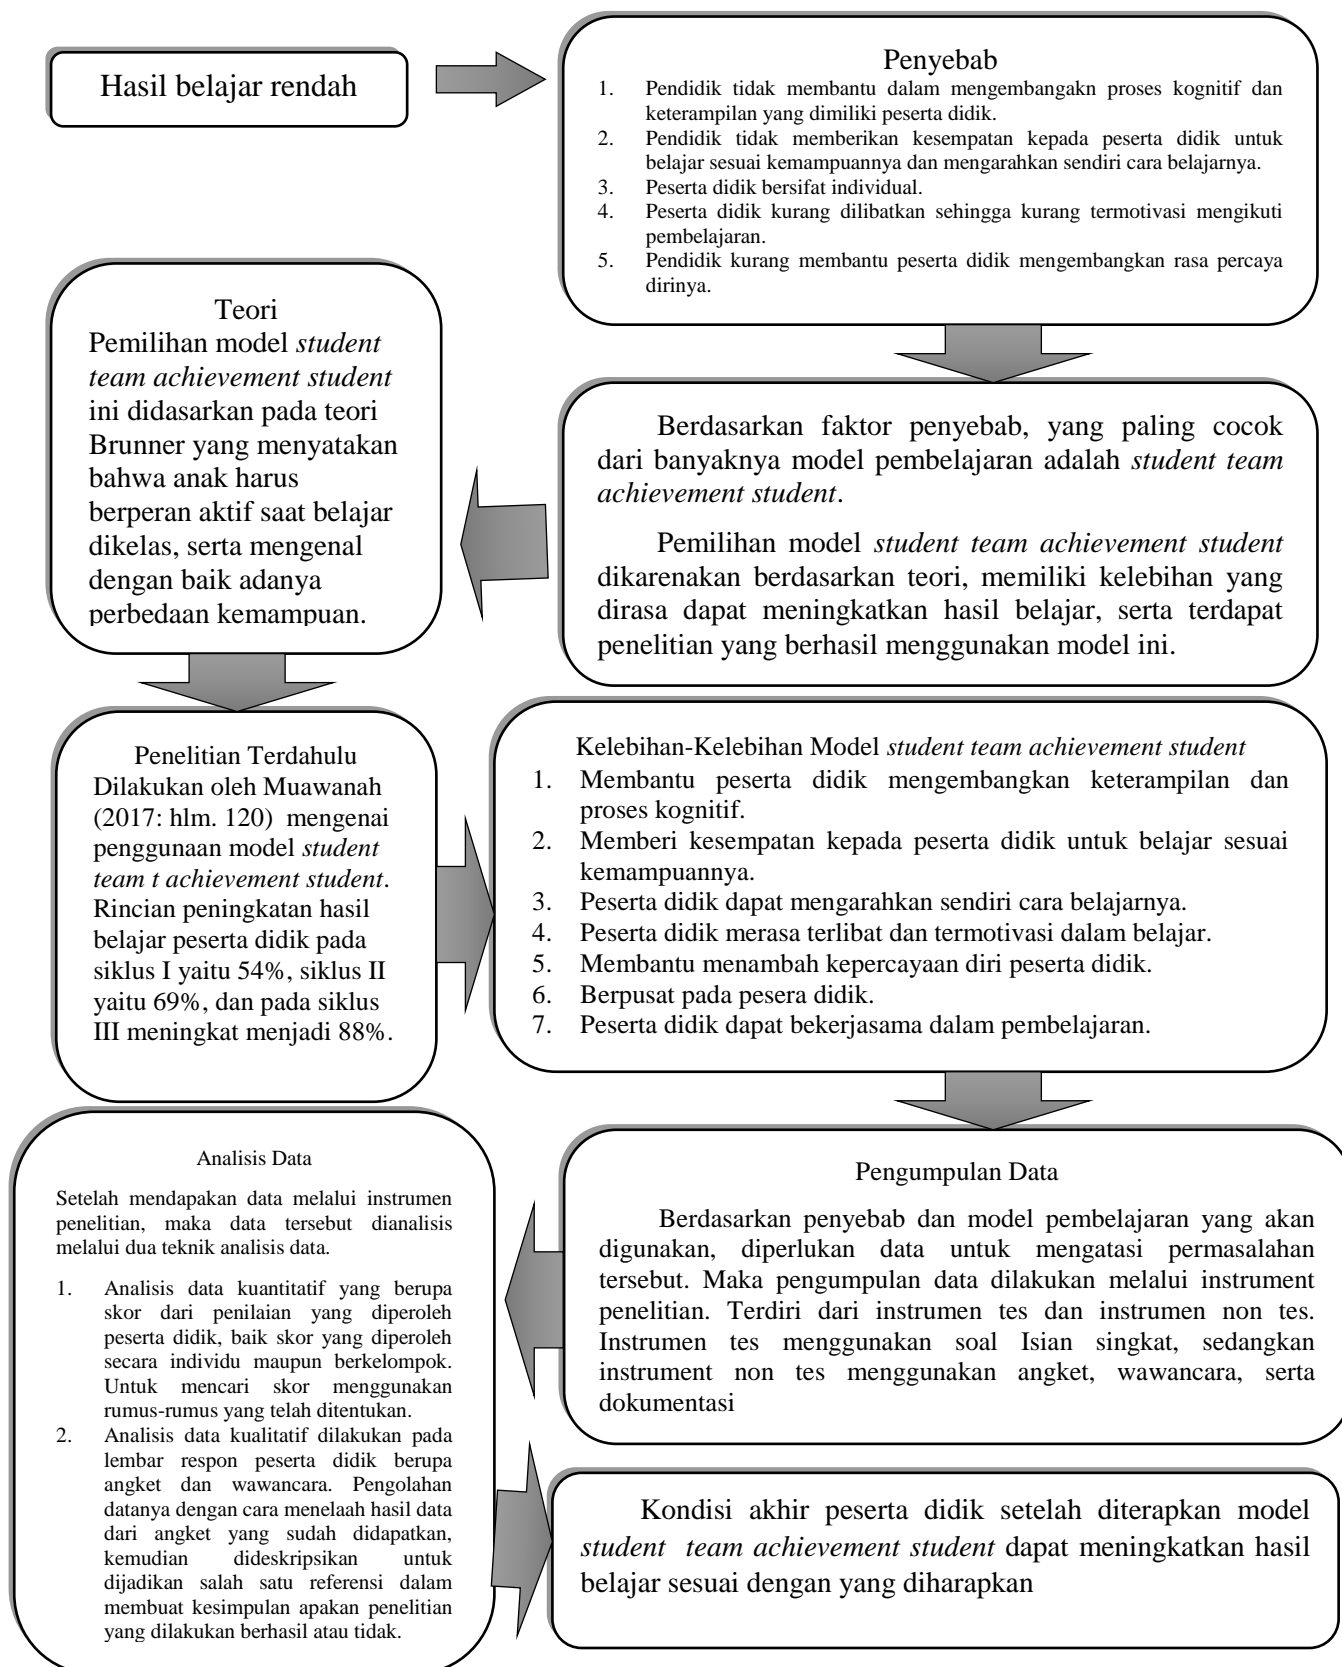 Hasil belajar rendah
Penyebab
1. Pendidik tidak membantu dalam mengembangakn proses kognitif dan
keterampilan yang dimiliki peserta didik.
2. Pendidik tidak memberikan kesempatan kepada peserta didik untuk
belajar sesuai kemampuannya dan mengarahkan sendiri cara belajarnya.
3. Peserta didik bersifat individual.
4. Peserta didik kurang dilibatkan sehingga kurang termotivasi mengikuti
pembelajaran.
5. Pendidik kurang membantu peserta didik mengembangkan rasa percaya
dirinya.
Berdasarkan faktor penyebab, yang paling cocok
dari banyaknya model pembelajaran adalah student team
achievement student.
Pemilihan model student team achievement student
dikarenakan berdasarkan teori, memiliki kelebihan yang
dirasa dapat meningkatkan hasil belajar, serta terdapat
penelitian yang berhasil menggunakan model ini.
Teori
Pemilihan model student
team achievement student
ini didasarkan pada teori
Brunner yang menyatakan
bahwa anak harus
berperan aktif saat belajar
dikelas, serta mengenal
dengan baik adanya
perbedaan kemampuan.
Penelitian Terdahulu
Dilakukan oleh Muawanah
(2017: hlm. 120) mengenai
penggunaan model student
team t achievement student.
Rincian peningkatan hasil
belajar peserta didik pada
siklus I yaitu 54%, siklus II
yaitu 69%, dan pada siklus
III meningkat menjadi 88%.
Kelebihan-Kelebihan Model student team achievement student
1. Membantu peserta didik mengembangkan keterampilan dan
proses kognitif.
2. Memberi kesempatan kepada peserta didik untuk belajar sesuai
kemampuannya.
3. Peserta didik dapat mengarahkan sendiri cara belajarnya.
4. Peserta didik merasa terlibat dan termotivasi dalam belajar.
5. Membantu menambah kepercayaan diri peserta didik.
6. Berpusat pada pesera didik.
7. Peserta didik dapat bekerjasama dalam pembelajaran.
Pengumpulan Data
Berdasarkan penyebab dan model pembelajaran yang akan
digunakan, diperlukan data untuk mengatasi permasalahan
tersebut. Maka pengumpulan data dilakukan melalui instrument
penelitian. Terdiri dari instrumen tes dan instrumen non tes.
Instrumen tes menggunakan soal Isian singkat, sedangkan
instrument non tes menggunakan angket, wawancara, serta
dokumentasi
Analisis Data
Setelah mendapakan data melalui instrumen
penelitian, maka data tersebut dianalisis
melalui dua teknik analisis data.
1. Analisis data kuantitatif yang berupa
skor dari penilaian yang diperoleh
peserta didik, baik skor yang diperoleh
secara individu maupun berkelompok.
Untuk mencari skor menggunakan
rumus-rumus yang telah ditentukan.
2. Analisis data kualitatif dilakukan pada
lembar respon peserta didik berupa
angket dan wawancara. Pengolahan
datanya dengan cara menelaah hasil data
dari angket yang sudah didapatkan,
kemudian dideskripsikan untuk
dijadikan salah satu referensi dalam
membuat kesimpulan apakan penelitian
yang dilakukan berhasil atau tidak.
Kondisi akhir peserta didik setelah diterapkan model
student team achievement student dapat meningkatkan hasil
belajar sesuai dengan yang diharapkan